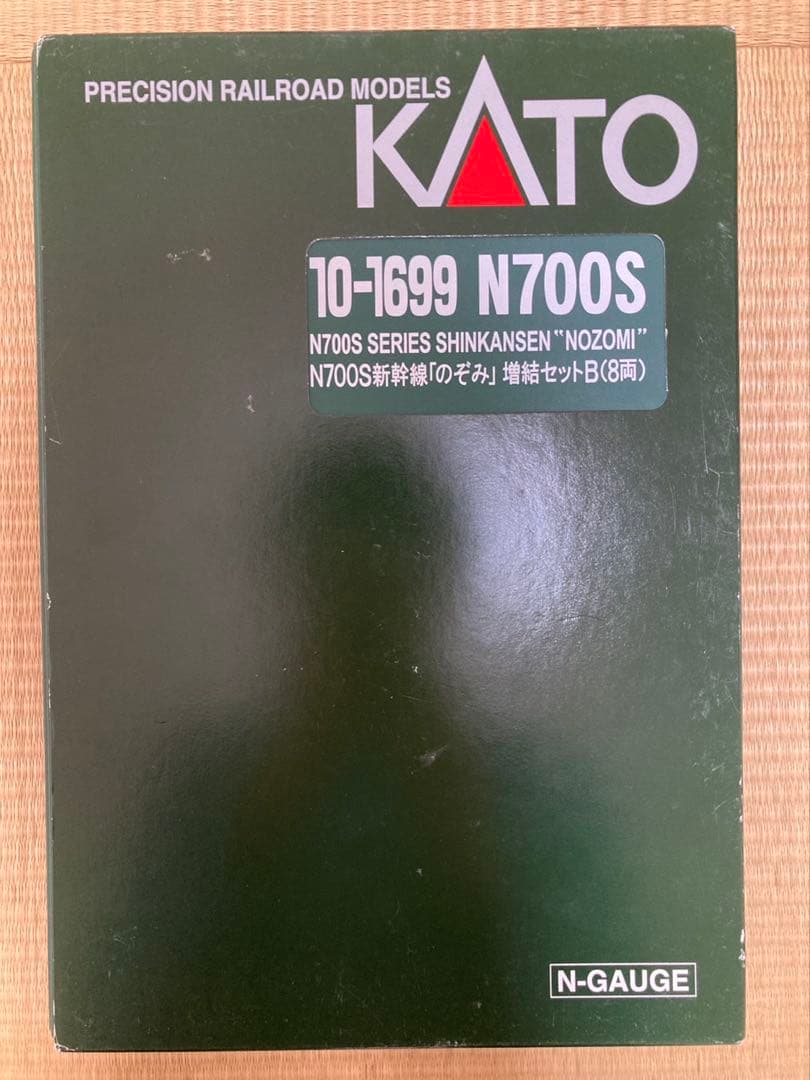 PRECISION RAILROAD MODELS
KATO
10-1699 N700S
N700S SERIES SHINKANSEN "NOZOMI"
N700S新幹線「のぞみ」増結セットB(8両)
N-GAUGE